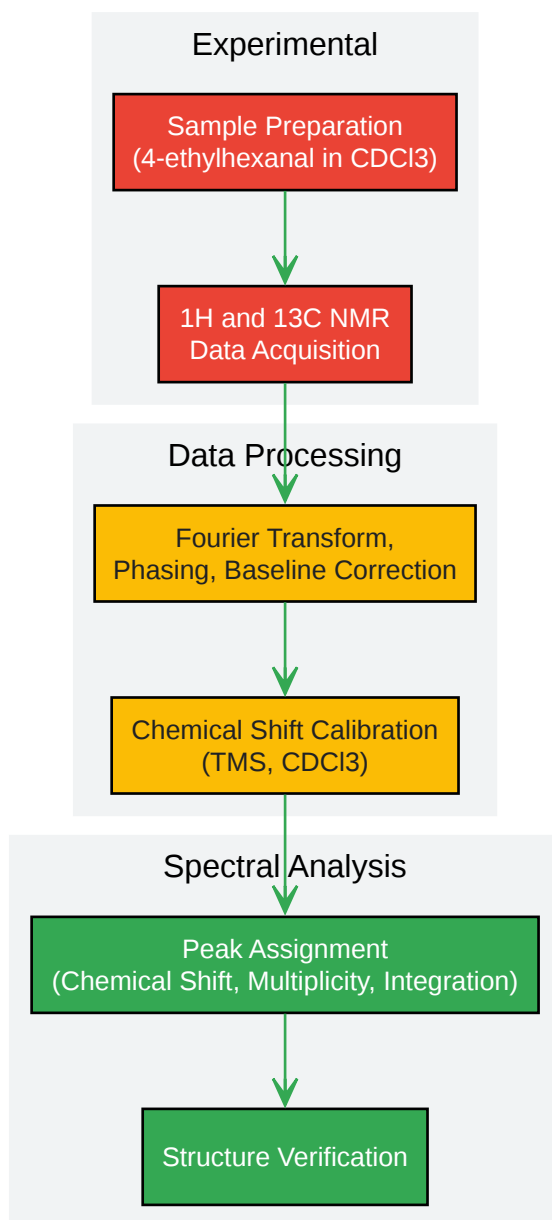 Experimental
Sample Preparation
(4-ethylhexanal in CDCl3)
1H and 13C NMR
Data Acquisition
Data Processing
Fourier Transform,
Phasing, Baseline Correction
Chemical Shift Calibration
(TMS, CDCl3)
Spectral Analysis
Peak Assignment
(Chemical Shift, Multiplicity, Integration)
Structure Verification